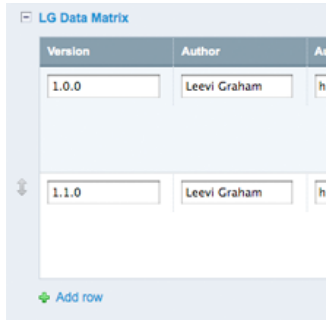 LG Data Matrix
Version Author
1.0.0 Leevi Graham
1.1.0 Leevi Graham
Add row